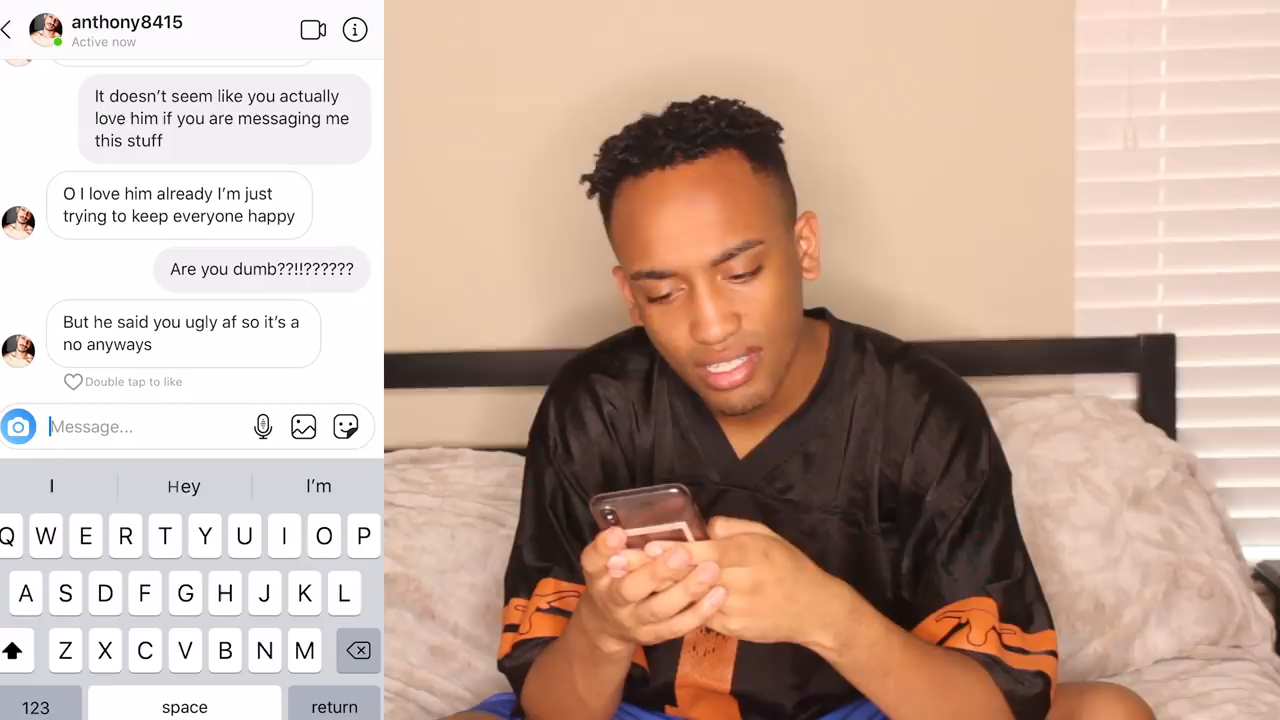 anthony8415
Active now
It doesn’t seem like you actually
love him if you are messaging me
this stuff
O I love him already I’m just
trying to keep everyone happy
Are you dumb??!!??????
But he said you ugly af so it’s a
no anyways
Double tap to like
Message...
I Hey I’m
Q W E R T Y U I O P
A S D F G H J K L
Z X C V B N M
123 space return